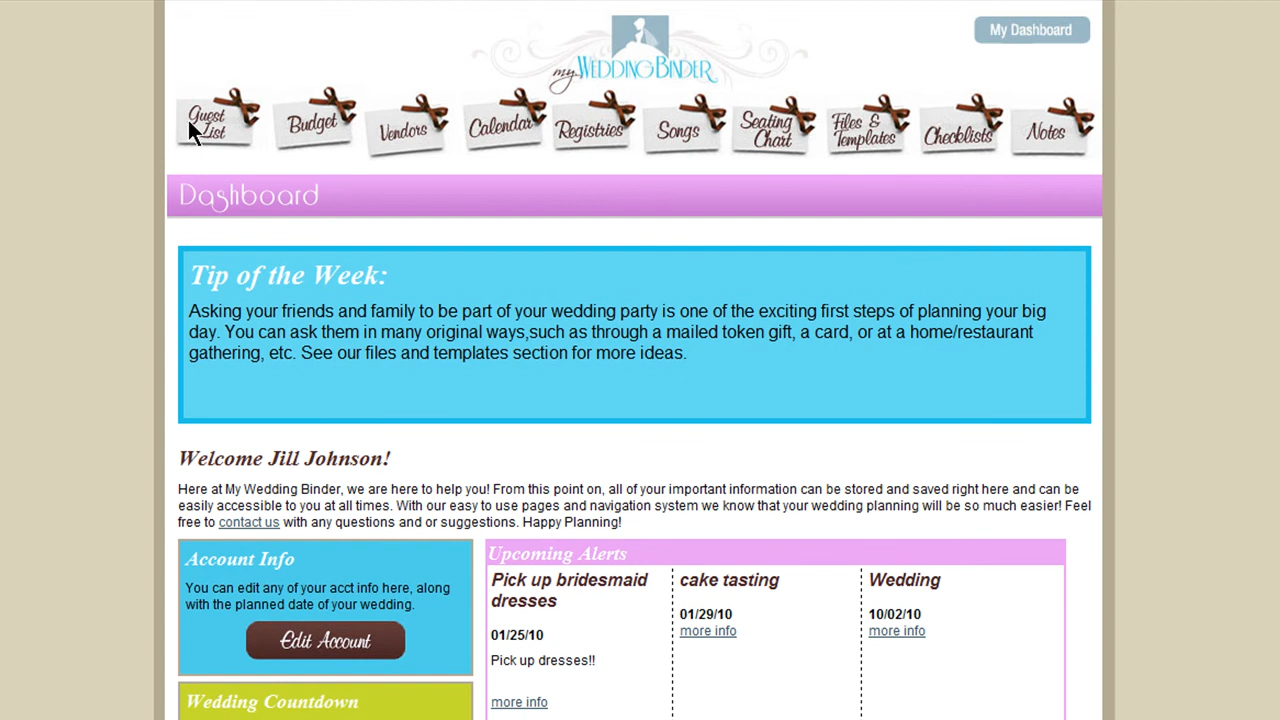 My Dashboard
my WEDDINGBINDER
Guest List
Budget
Vendors
Calendar
Registries
Songs
Seating Chart
Files & Templates
Checklists
Notes
Dashboard
Tip of the Week:
Asking your friends and family to be part of your wedding party is one of the exciting first steps of planning your big
day. You can ask them in many original ways,such as through a mailed token gift, a card, or at a home/restaurant
gathering, etc. See our files and templates section for more ideas.
Welcome Jill Johnson!
Here at My Wedding Binder, we are here to help you! From this point on, all of your important information can be stored and saved right here and can be
easily accessible to you at all times. With our easy to use pages and navigation system we know that your wedding planning will be so much easier! Feel
free to contact us with any questions and or suggestions. Happy Planning!
Account Info
You can edit any of your acct info here, along
with the planned date of your wedding.
Edit Account
Wedding Countdown
Upcoming Alerts
Pick up bridesmaid
dresses
01/25/10
Pick up dresses!!
more info
cake tasting
01/29/10
more info
Wedding
10/02/10
more info